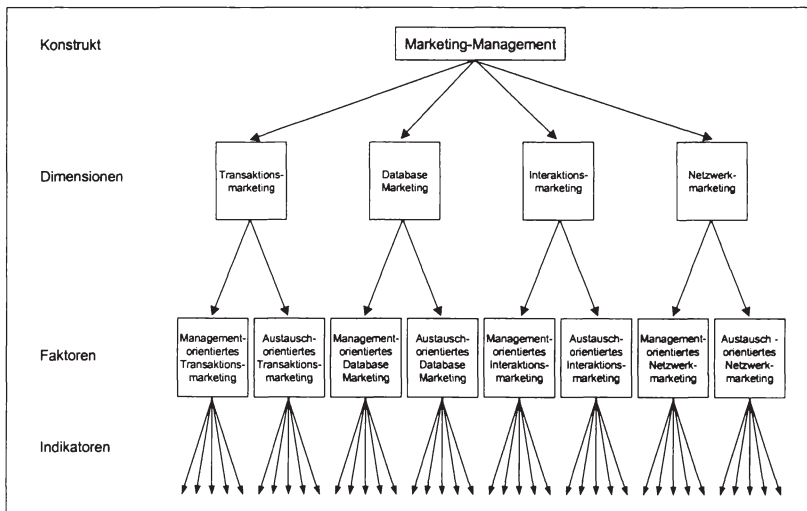 Konstrukt
Marketing-Management
Dimensionen
Transaktions-
marketing
Database
Marketing
Interaktions-
marketing
Netzwerk-
marketing
Faktoren
Management-
orientiertes
Transaktions-
marketing
Austausch-
orientiertes
Transaktions-
marketing
Management-
orientiertes
Database
Marketing
Austausch-
orientiertes
Database
Marketing
Management-
orientiertes
Interaktions-
marketing
Austausch-
orientiertes
Interaktions-
marketing
Management-
orientiertes
Netzwerk-
marketing
Austausch -
orientiertes
Netzwerk-
marketing
Indikatoren